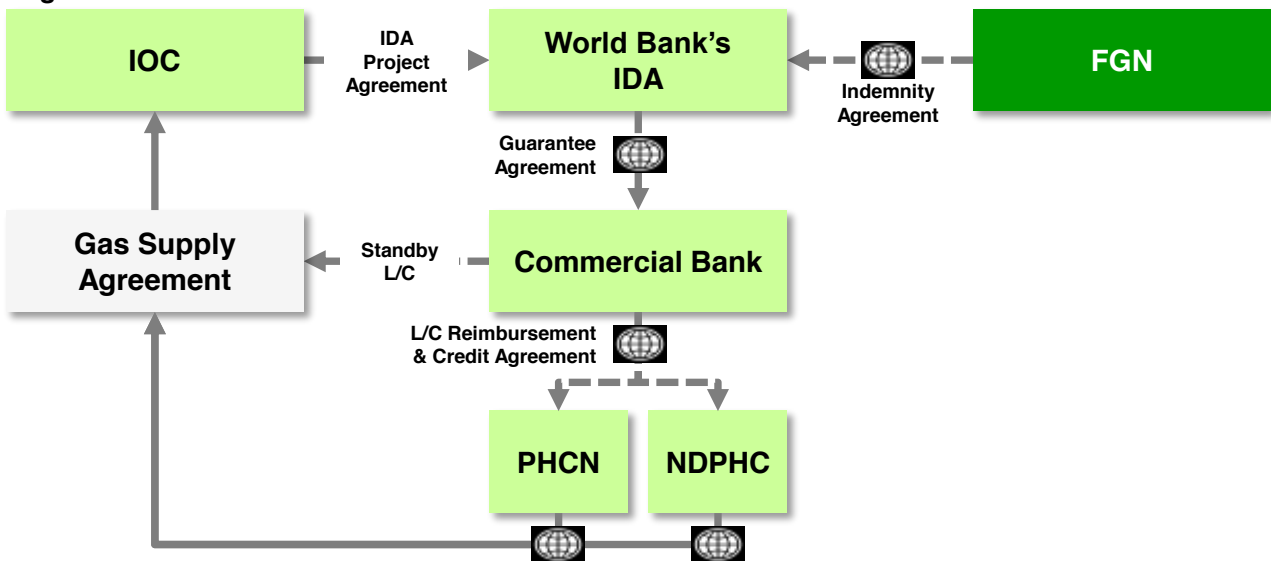 IOC
IDA
Project
Agreement
World Bank's
IDA
Indemnity
Agreement
FGN
Guarantee
Agreement
Gas Supply
Agreement
Standby
L/C
Commercial Bank
L/C Reimbursement
& Credit Agreement
PHCN
NDPHC